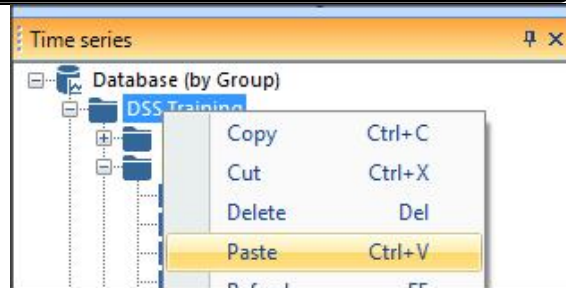 Time series
Database (by Group)
DSS Training
Copy Ctrl+C
Cut Ctrl+X
Delete Del
Paste Ctrl+V